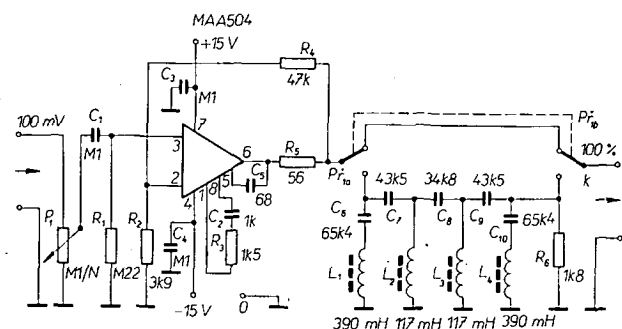 MAA504
+15 V
R4
47k
C3
M1
100 mV
C1
M1
7
3
2
6
4
1
8
5
R5
56
C5
68
Př1a
Př1b
100 %
k
43k5
34k8
43k5
C6
65k4
C7
C8
C9
C10
65k4
P1
M1/N
R1
M22
R2
3k9
C4
M1
C2
1k
R3
1k5
−15 V
0
L1
L2
L3
L4
R6
1k8
390 mH
117 mH
117 mH
390 mH